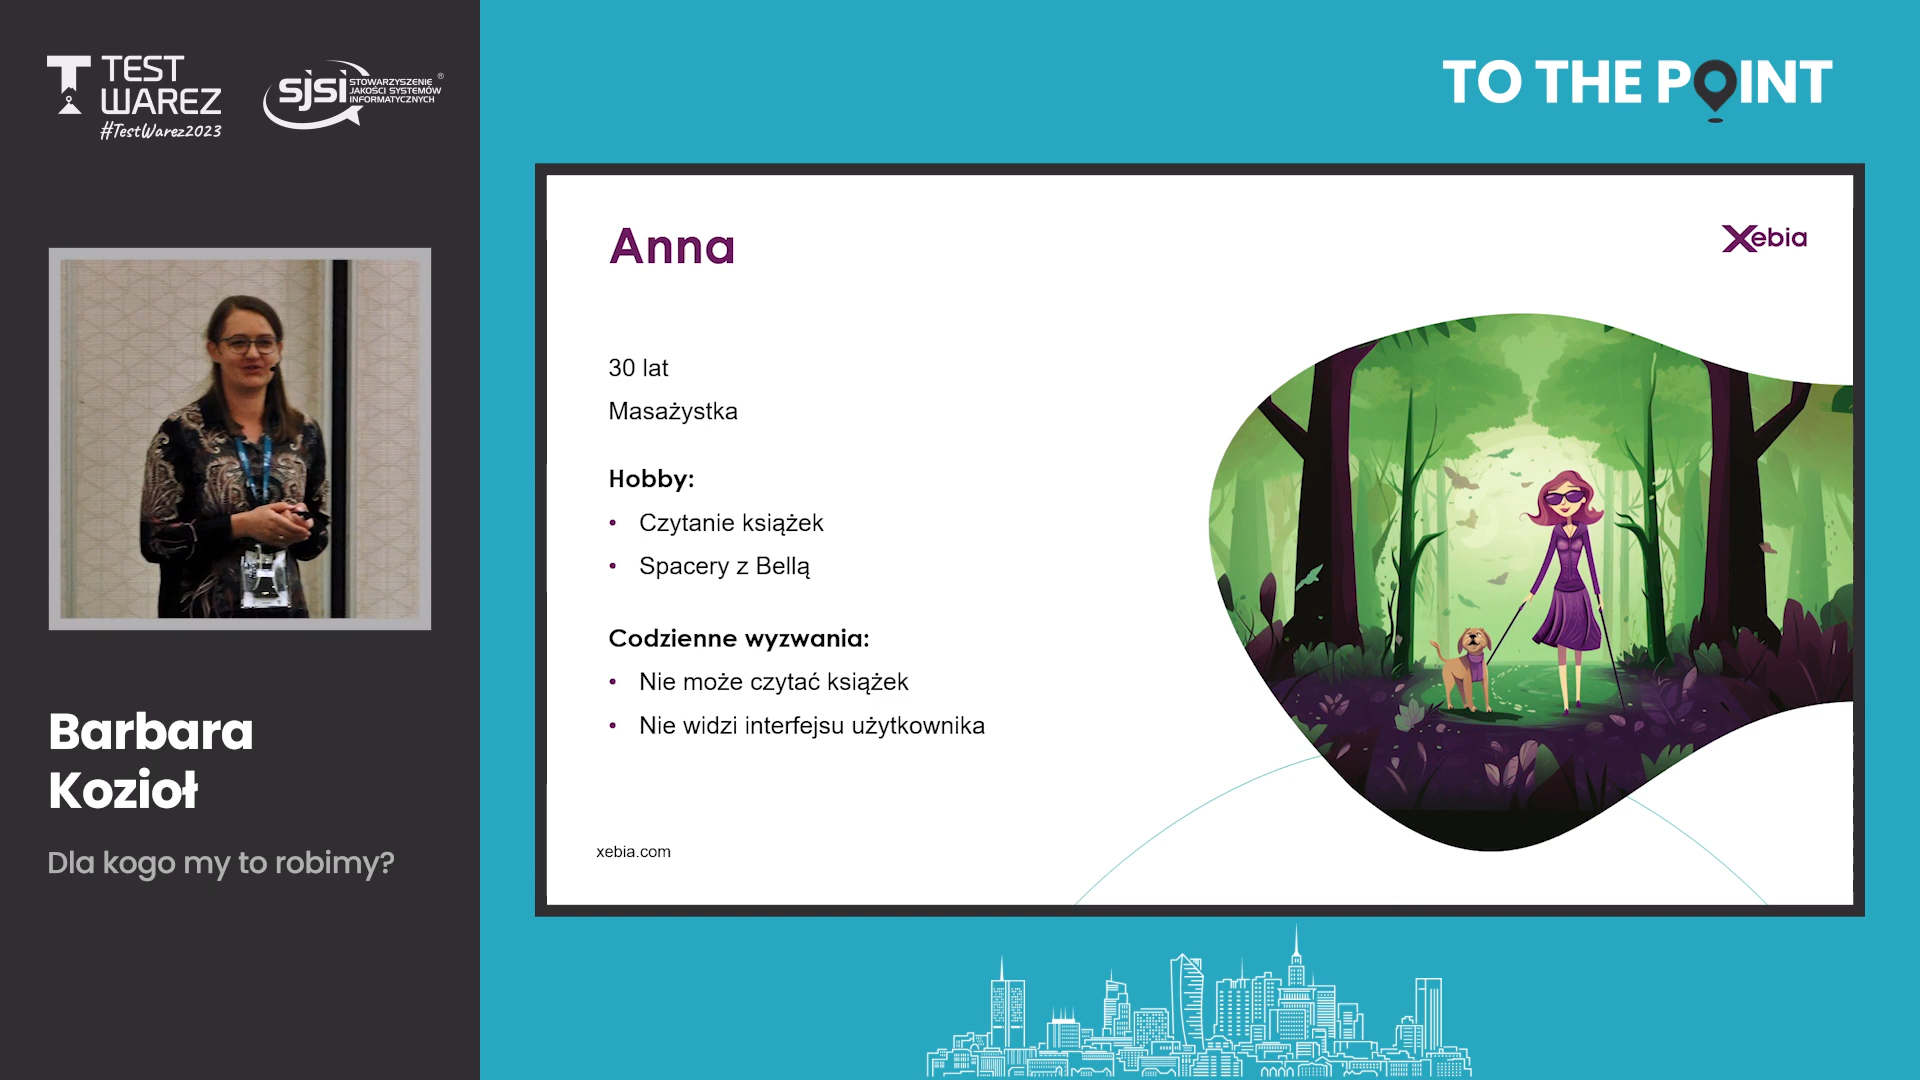 TEST
WAREZ
#TestWarez2023
sjsi
STOWARZYSZENIE
JAKOŚCI SYSTEMÓW
INFORMATYCZNYCH
®
TO THE POINT
Anna
Xebia
30 lat
Masażystka
Hobby:
• Czytanie książek
• Spacery z Bellą
Codzienne wyzwania:
• Nie może czytać książek
• Nie widzi interfejsu użytkownika
xebia.com
Barbara
Kozioł
Dla kogo my to robimy?